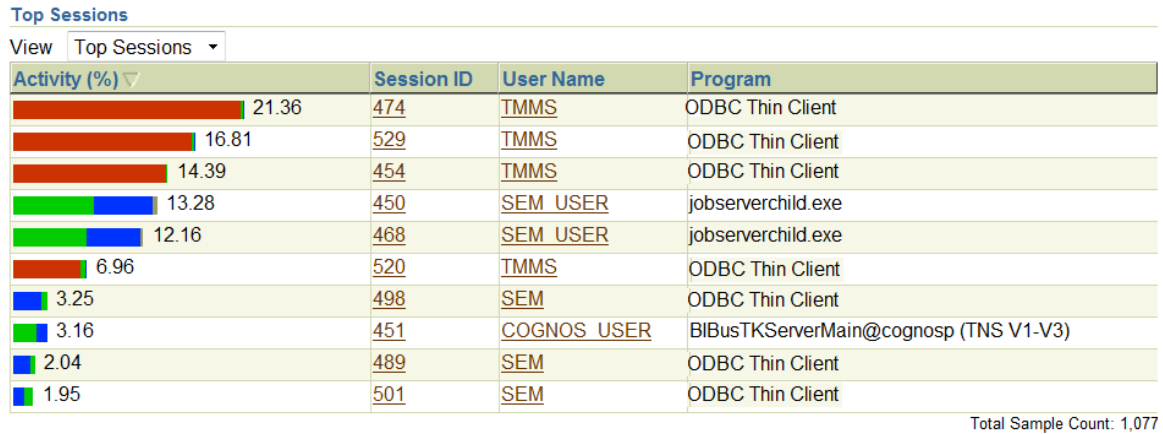 Top Sessions
View Top Sessions
Activity (%) Session ID User Name Program
21.36 474 TMMS ODBC Thin Client
16.81 529 TMMS ODBC Thin Client
14.39 454 TMMS ODBC Thin Client
13.28 450 SEM_USER jobserverchild.exe
12.16 468 SEM_USER jobserverchild.exe
6.96 520 TMMS ODBC Thin Client
3.25 498 SEM ODBC Thin Client
3.16 451 COGNOS_USER BIBusTKServerMain@cognosp (TNS V1-V3)
2.04 489 SEM ODBC Thin Client
1.95 501 SEM ODBC Thin Client
Total Sample Count: 1,077